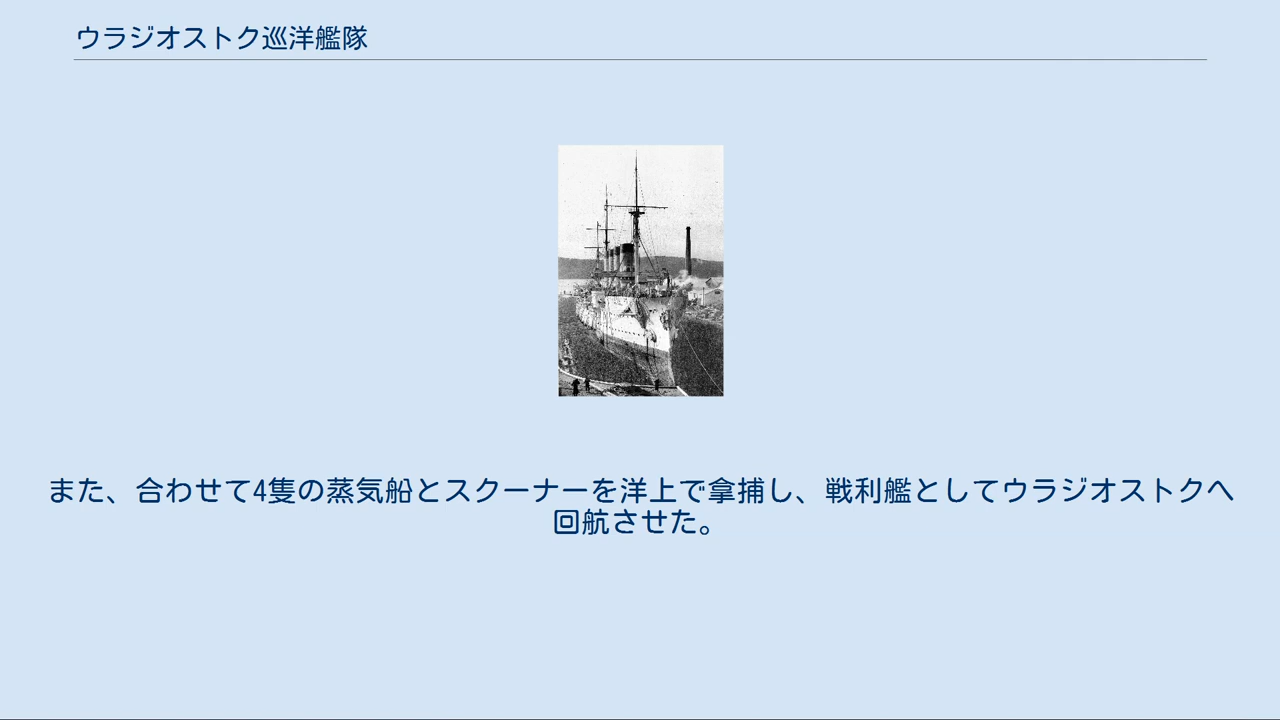 ウラジオストク巡洋艦隊
また、合わせて4隻の蒸気船とスクーナーを洋上で拿捕し、戦利艦としてウラジオストクへ
回航させた。